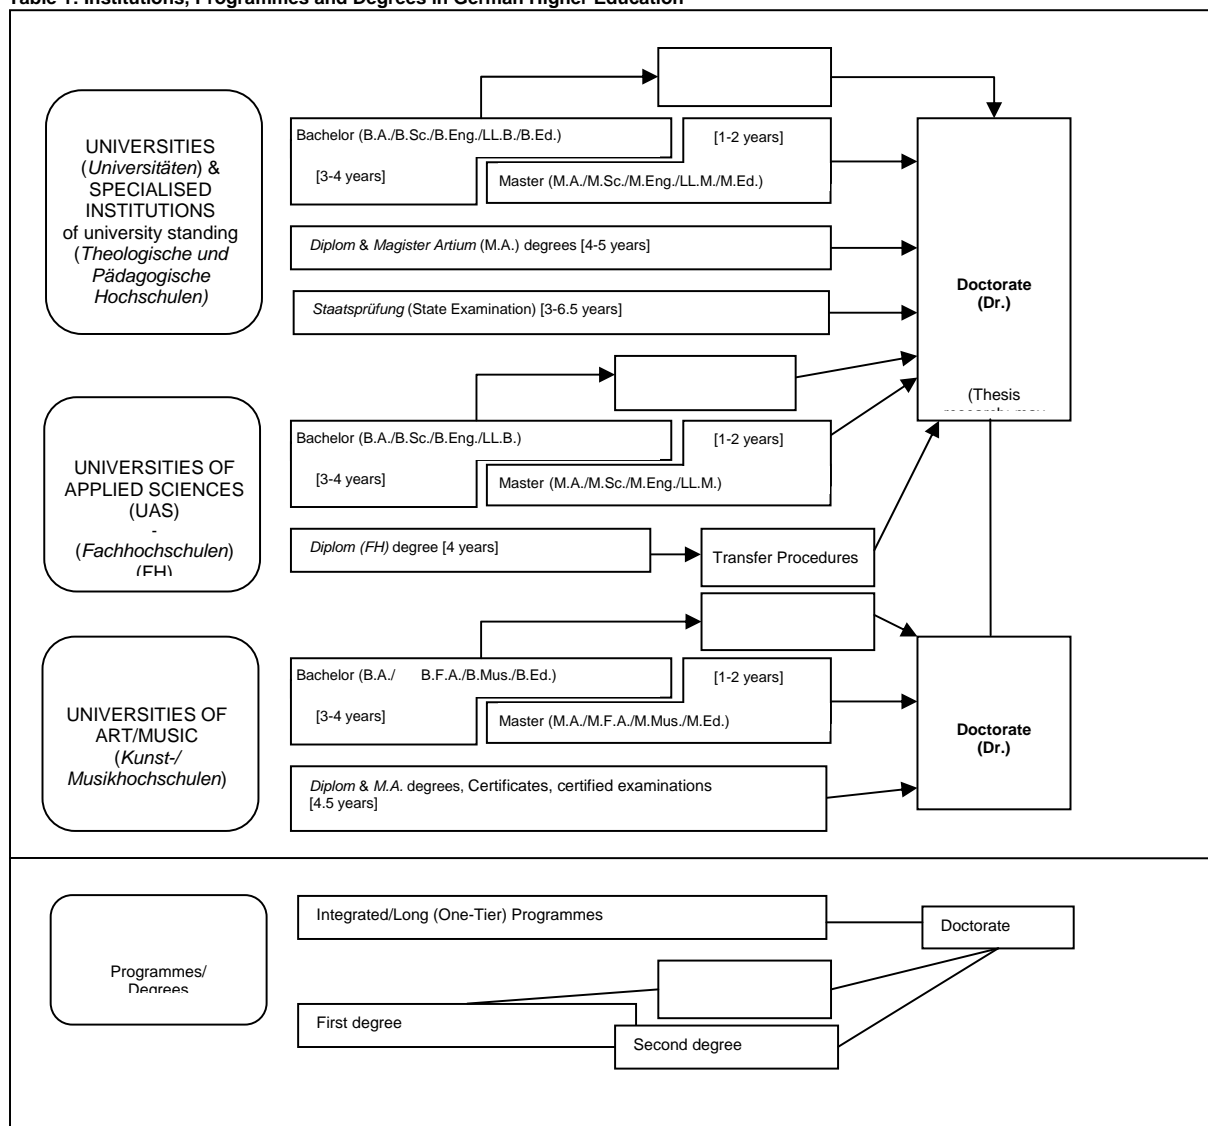 Table 1: Institutions, Programmes and Degrees in German Higher Education
UNIVERSITIES
(Universitäten) &
SPECIALISED
INSTITUTIONS
of university standing
(Theologische und
Pädagogische
Hochschulen)
Bachelor (B.A./B.Sc./B.Eng./LL.B./B.Ed.)
[3-4 years]
[1-2 years]
Master (M.A./M.Sc./M.Eng./LL.M./M.Ed.)
Diplom & Magister Artium (M.A.) degrees [4-5 years]
Staatsprüfung (State Examination) [3-6.5 years]
Doctorate
(Dr.)
(Thesis
UNIVERSITIES OF
APPLIED SCIENCES
(UAS)
-
(Fachhochschulen)
(FH)
Bachelor (B.A./B.Sc./B.Eng./LL.B.)
[3-4 years]
[1-2 years]
Master (M.A./M.Sc./M.Eng./LL.M.)
Diplom (FH) degree [4 years]
Transfer Procedures
UNIVERSITIES OF
ART/MUSIC
(Kunst-/
Musikhochschulen)
Bachelor (B.A./ B.F.A./B.Mus./B.Ed.)
[3-4 years]
[1-2 years]
Master (M.A./M.F.A./M.Mus./M.Ed.)
Diplom & M.A. degrees, Certificates, certified examinations
[4.5 years]
Doctorate
(Dr.)
Programmes/
Degrees
Integrated/Long (One-Tier) Programmes
Doctorate
First degree
Second degree